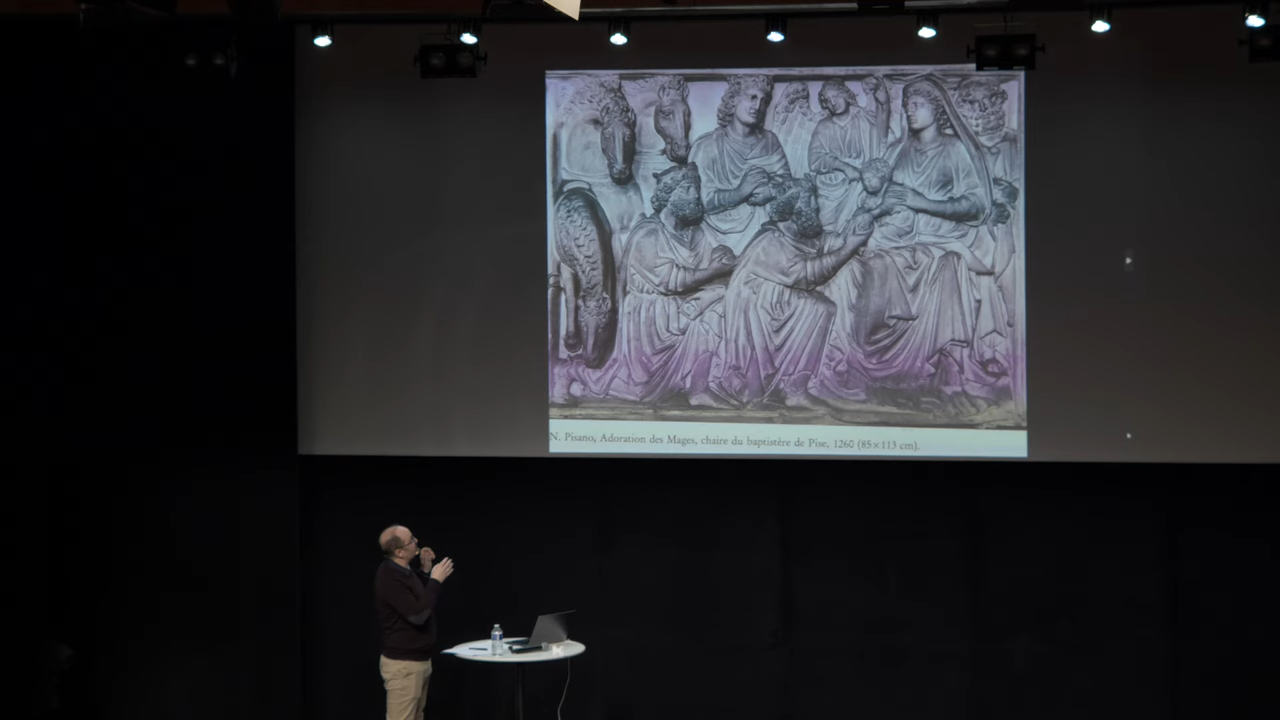 N. Pisano, Adoration des Mages, chaire du baptistère de Pise, 1260 (85×113 cm).